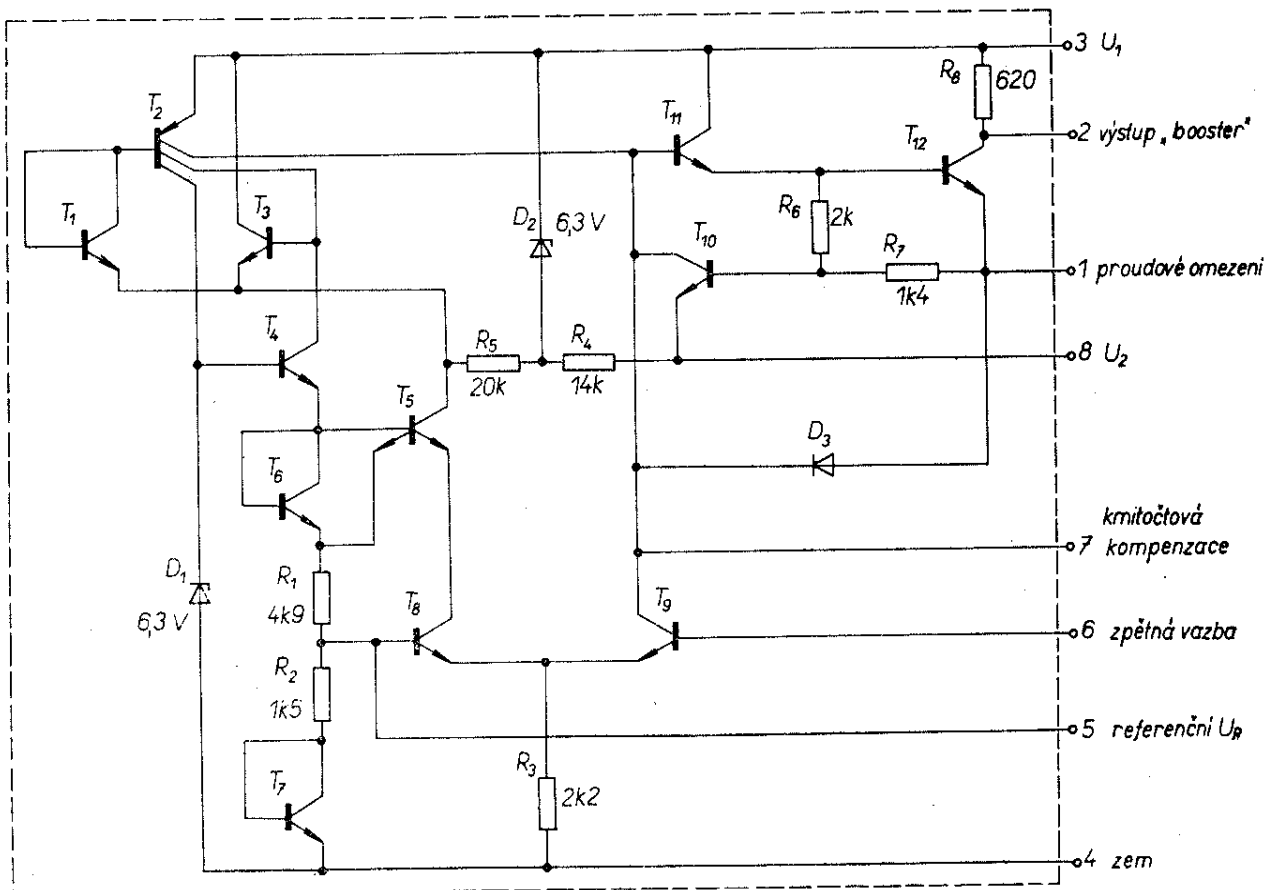 3 U₁
R₈
620
T₂
T₁₁
T₁₂
2 výstup „booster"
T₁
T₃
D₂
6,3 V
R₆
2k
T₁₀
R₇
1k4
1 proudové omezení
T₄
R₅
20k
R₄
14k
8 U₂
T₅
D₃
T₆
kmitočtová
7 kompenzace
D₁
6,3 V
R₁
4k9
T₈
T₉
6 zpětná vazba
R₂
1k5
5 referenční U_R
T₇
R₃
2k2
4 zem